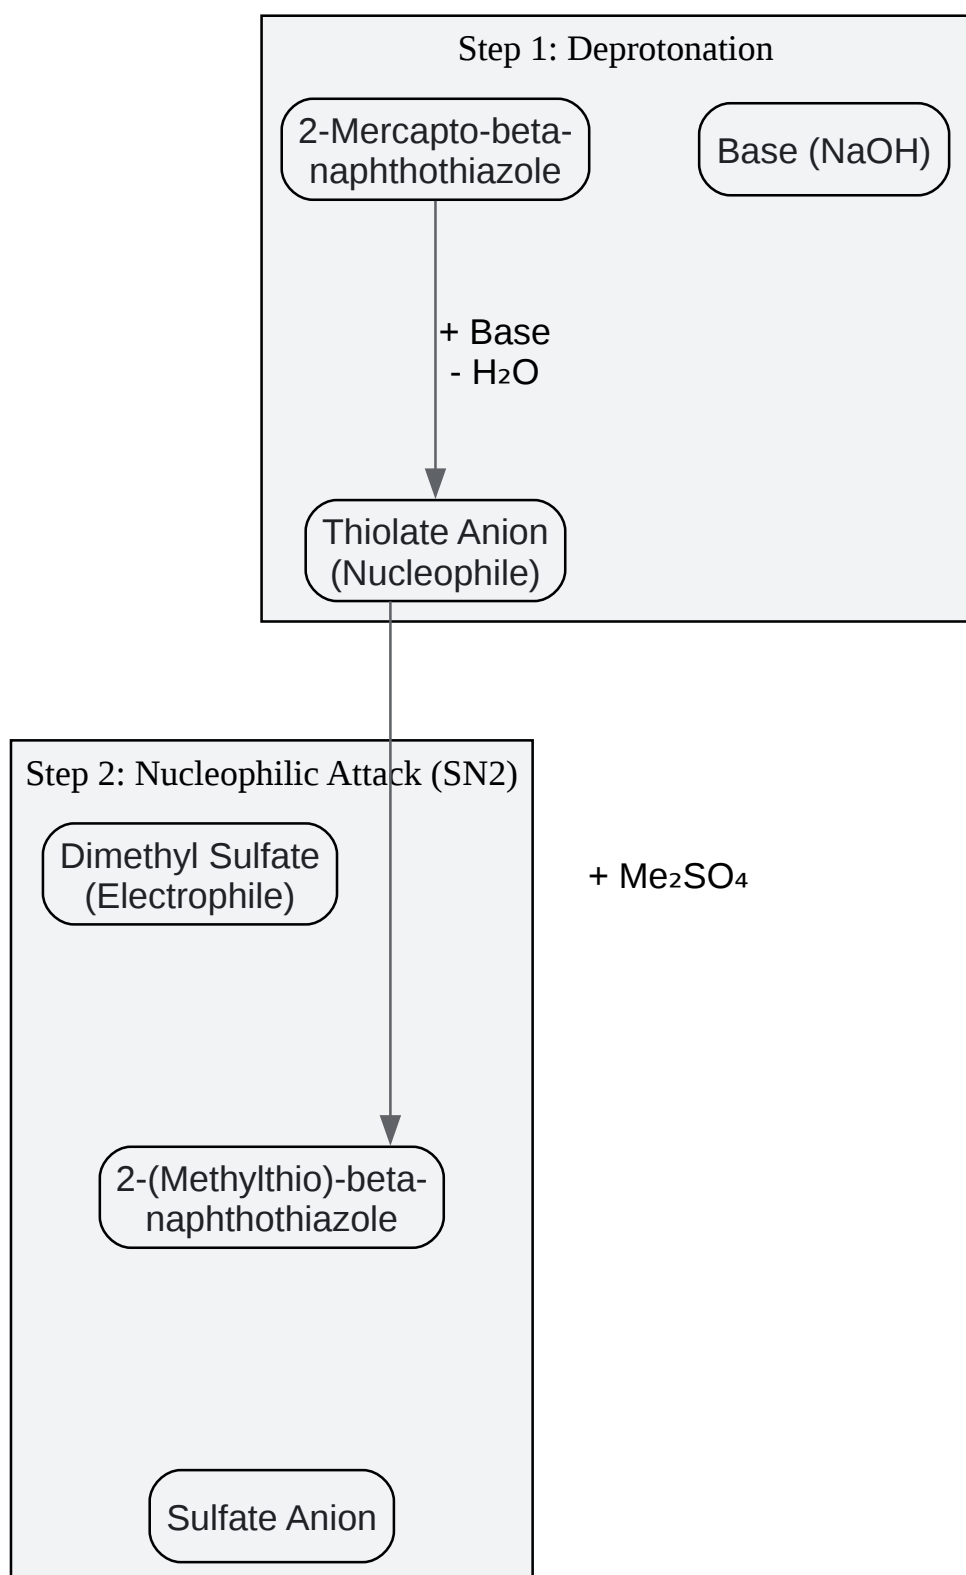 Step 1: Deprotonation
2-Mercapto-beta-
naphthothiazole
Base (NaOH)
+ Base
- H₂O
Thiolate Anion
(Nucleophile)
Step 2: Nucleophilic Attack (SN2)
Dimethyl Sulfate
(Electrophile)
+ Me₂SO₄
2-(Methylthio)-beta-
naphthothiazole
Sulfate Anion